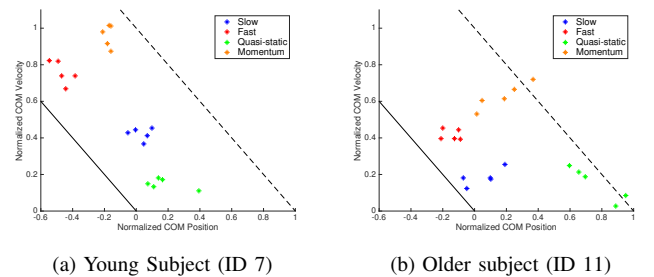 Slow
Fast
Quasi-static
Momentum
Normalized COM Velocity
1
0.8
0.6
0.4
0.2
0
-0.6 -0.4 -0.2 0 0.2 0.4 0.6 0.8 1
Normalized COM Position
(a) Young Subject (ID 7)
Slow
Fast
Quasi-static
Momentum
Normalized COM Velocity
1
0.8
0.6
0.4
0.2
0
-0.6 -0.4 -0.2 0 0.2 0.4 0.6 0.8 1
Normalized COM Position
(b) Older subject (ID 11)